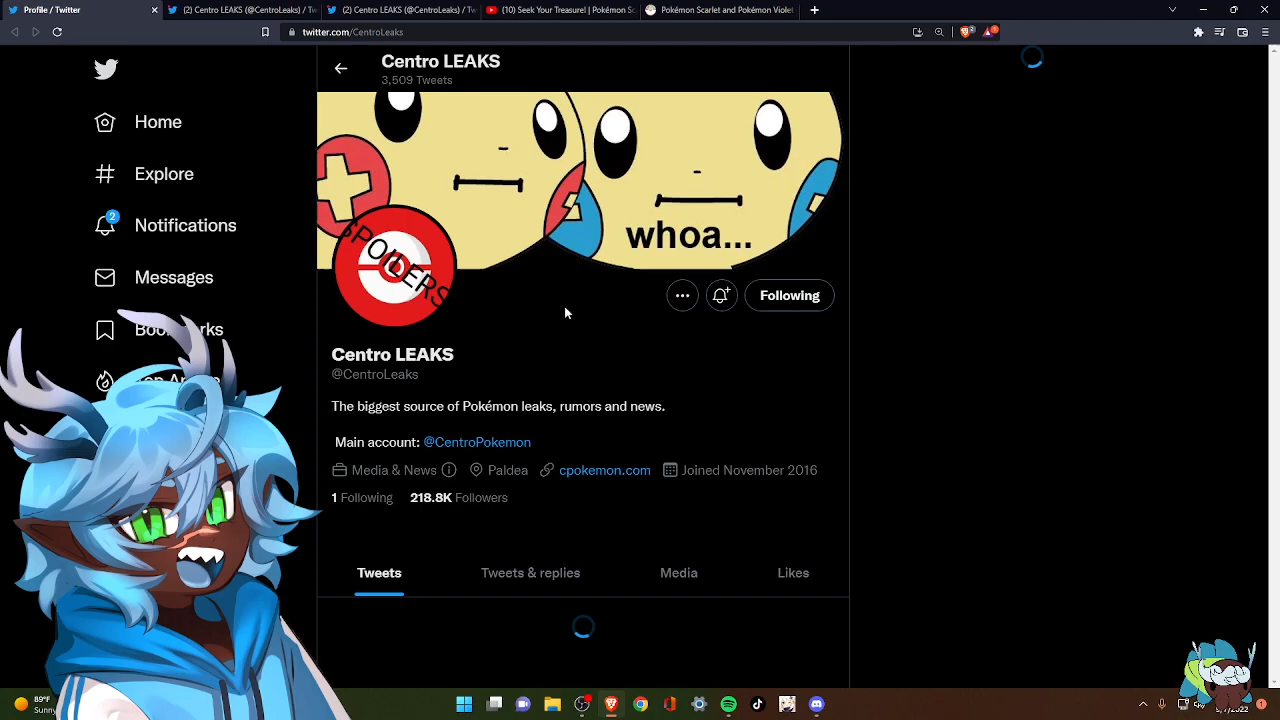 Profile / Twitter
(2) Centro LEAKS (@CentroLeaks) / Tw
(2) Centro LEAKS (@CentroLeaks) / Tw
(10) Seek Your Treasure! | Pokémon Sc
Pokémon Scarlet and Pokémon Violet
twitter.com/CentroLeaks
2
Centro LEAKS
3,509 Tweets
Home
Explore
2
Notifications
Messages
whoa...
SPOILERS
Following
Centro LEAKS
@CentroLeaks
The biggest source of Pokémon leaks, rumors and news.
Main account: @CentroPokemon
Media & News
Paldea
cpokemon.com
Joined November 2016
1 Following
218.8K Followers
Tweets
Tweets & replies
Media
Likes
89°F
Sunny